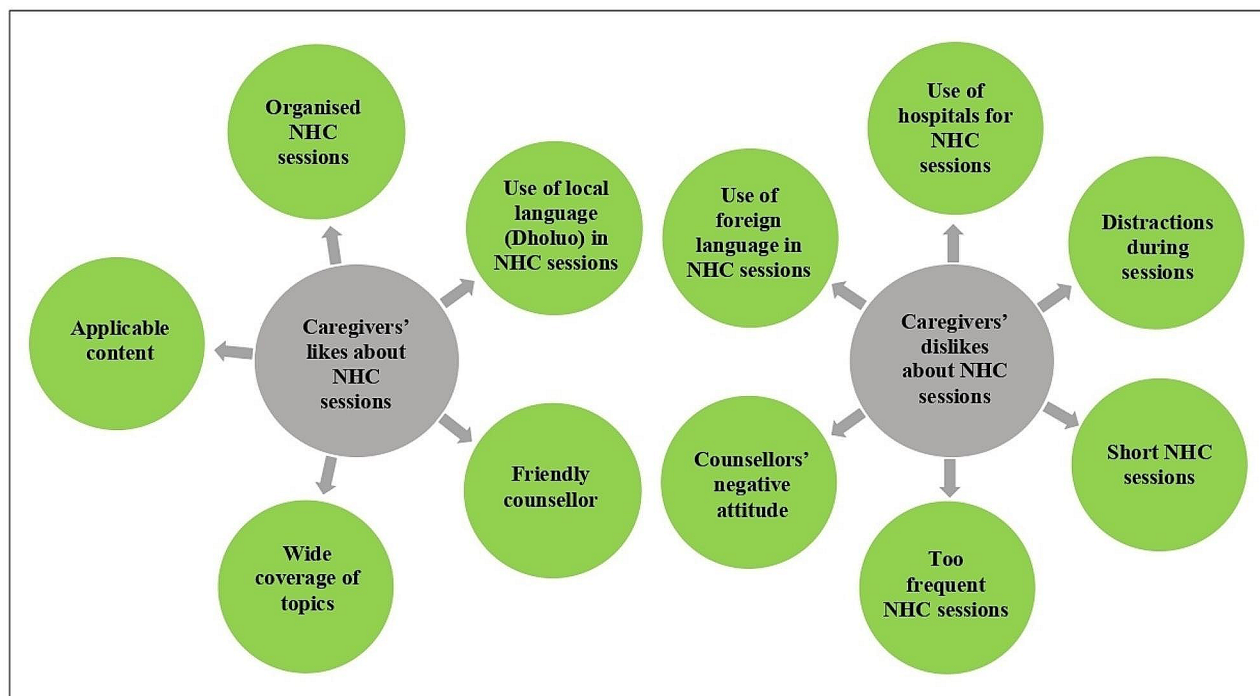 Organised
NHC
sessions
Use of local
language
(Dholuo) in
NHC sessions
Applicable
content
Caregivers’
likes about
NHC
sessions
Friendly
counsellor
Wide
coverage of
topics
Use of
hospitals for
NHC
sessions
Use of
foreign
language in
NHC sessions
Distractions
during
sessions
Caregivers’
dislikes
about NHC
sessions
Counsellors’
negative
attitude
Short NHC
sessions
Too
frequent
NHC sessions